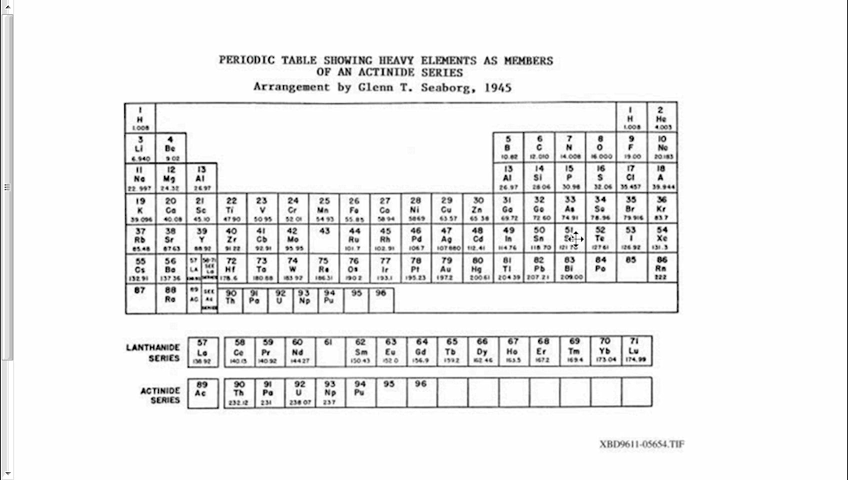 PERIODIC TABLE SHOWING HEAVY ELEMENTS AS MEMBERS
OF AN ACTINIDE SERIES
Arrangement by Glenn T. Seaborg, 1945
1 1 2
H H He
1.008 1.008 4.003
3 4 5 6 7 8 9 10
Li Be B C N O F Ne
6.940 9.02 10.82 12.010 14.008 16.000 19.00 20.183
11 12 13 13 14 15 16 17 18
Na Mg Al Al Si P S Cl A
22.997 24.32 26.97 26.97 28.06 30.98 32.06 35.457 39.944
19 20 21 22 23 24 25 26 27 28 29 30 31 32 33 34 35 36
K Ca Sc Ti V Cr Mn Fe Co Ni Cu Zn Ga Ge As Se Br Kr
39.096 40.08 45.10 47.90 50.95 52.01 54.93 55.85 58.94 58.69 63.57 65.38 69.72 72.60 74.91 78.96 79.916 83.7
37 38 39 40 41 42 43 44 45 46 47 48 49 50 51 52 53 54
Rb Sr Y Zr Cb Mo Ru Rh Pd Ag Cd In Sn Te I Xe
85.48 87.63 88.92 91.22 92.91 95.95 101.7 102.91 106.7 107.880 112.41 114.76 118.70 127.61 126.92 131.3
55 56 57 58-71 72 73 74 75 76 77 78 79 80 81 82 83 84 85 86
Cs Ba LA SEE La SERIES Hf Ta W Re Os Ir Pt Au Hg Tl Pb Bi Po Rn
132.91 137.36 178.6 180.88 183.92 186.31 190.2 193.1 195.23 197.2 200.61 204.39 207.21 209.00 222
87 88 89 SEE 90 91 92 93 94 95 96
Ra AC Ac SERIES Th Pa U Np Pu
LANTHANIDE
SERIES
57 58 59 60 61 62 63 64 65 66 67 68 69 70 71
La Ce Pr Nd Sm Eu Gd Tb Dy Ho Er Tm Yb Lu
138.92 140.13 140.92 144.27 150.43 152.0 156.9 159.2 162.46 163.5 167.2 169.4 173.04 174.99
ACTINIDE
SERIES
89 90 91 92 93 94 95 96
Ac Th Pa U Np Pu
232.12 231 238.07 237
XBD9611-05654.TIF